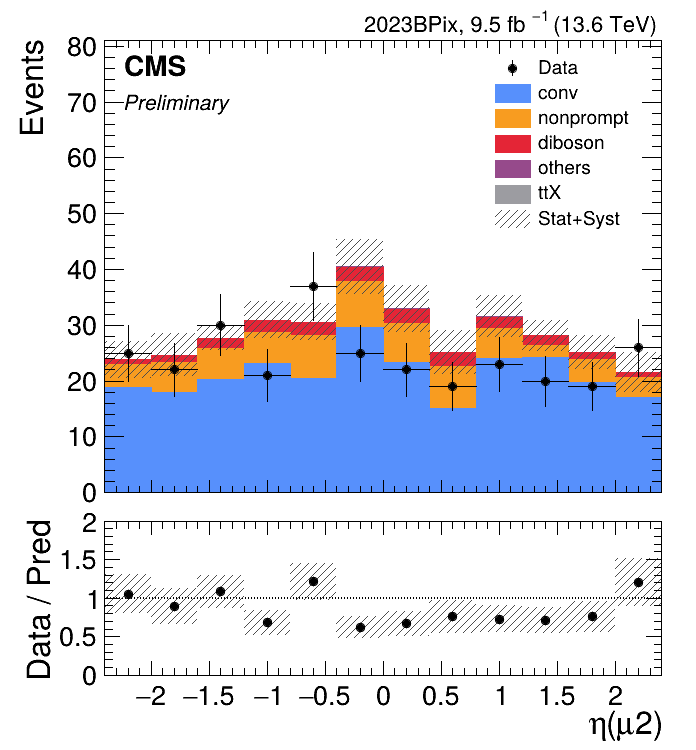 2023BPix, 9.5 fb⁻¹ (13.6 TeV)
CMS
Preliminary
Events
80
70
60
50
40
30
20
10
0
Data
conv
nonprompt
diboson
others
ttX
Stat+Syst
Data / Pred
2
1.5
1
0.5
0
−2 −1.5 −1 −0.5 0 0.5 1 1.5 2
η(μ2)